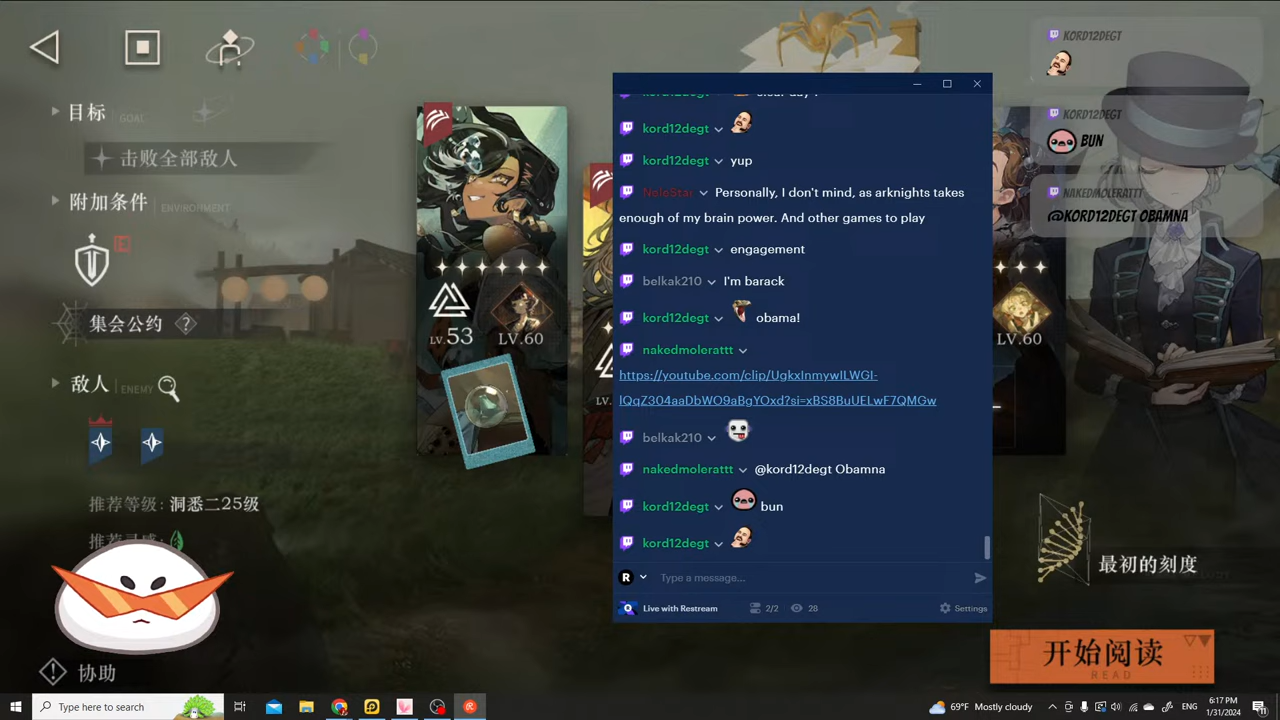 目标 GOAL
击败全部敌人
附加条件 ENVIRONMENT
集会公约 ?
敌人 ENEMY
推荐等级：洞悉二25级
协助
LV.53
LV.60
LV.
kord12degt
kord12degt yup
NoloStar Personally, I don't mind, as arknights takes
enough of my brain power. And other games to play
kord12degt engagement
belkak210 I'm barack
kord12degt obama!
nakedmolerattt
https://youtube.com/clip/UgkxInmywILWGI-
lQqZ304aaDbWO9aBgYOxd?si=xBS8BuUELwF7QMGw
belkak210
nakedmolerattt @kord12degt Obamna
kord12degt bun
kord12degt
R Type a message...
Live with Restream 2/2 28 Settings
KORD12DEGT
KORD12DEGT
BUN
NAKEDMOLERATTT
@KORD12DEGT OBAMNA
LV.60
最初的刻度
开始阅读
READ
Type here to search
69°F Mostly cloudy
6:17 PM
1/31/2024